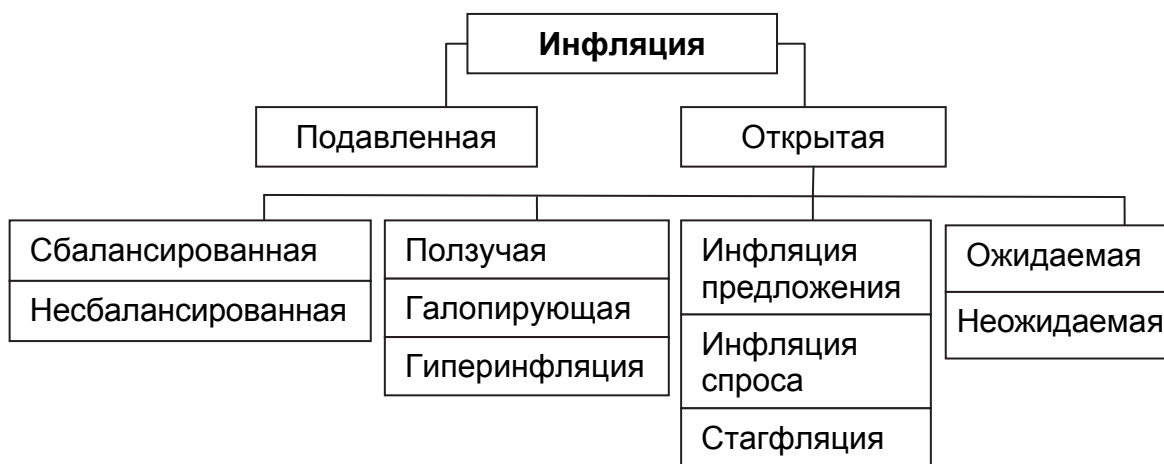 Инфляция
Подавленная
Открытая
Сбалансированная
Несбалансированная
Ползучая
Галопирующая
Гиперинфляция
Инфляция
предложения
Инфляция
спроса
Стагфляция
Ожидаемая
Неожидаемая